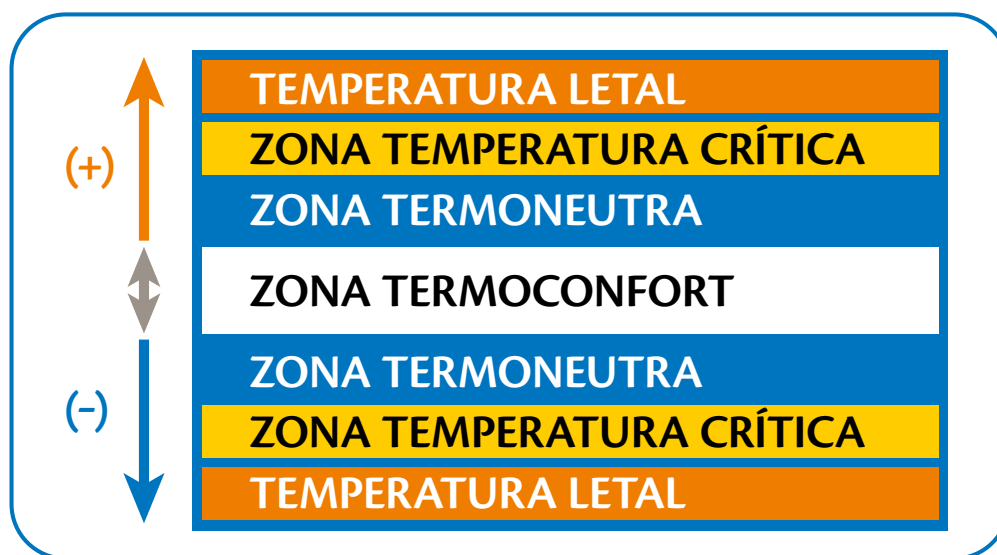 TEMPERATURA LETAL
ZONA TEMPERATURA CRÍTICA
(+)
ZONA TERMONEUTRA
ZONA TERMOCONFORT
ZONA TERMONEUTRA
(-)
ZONA TEMPERATURA CRÍTICA
TEMPERATURA LETAL